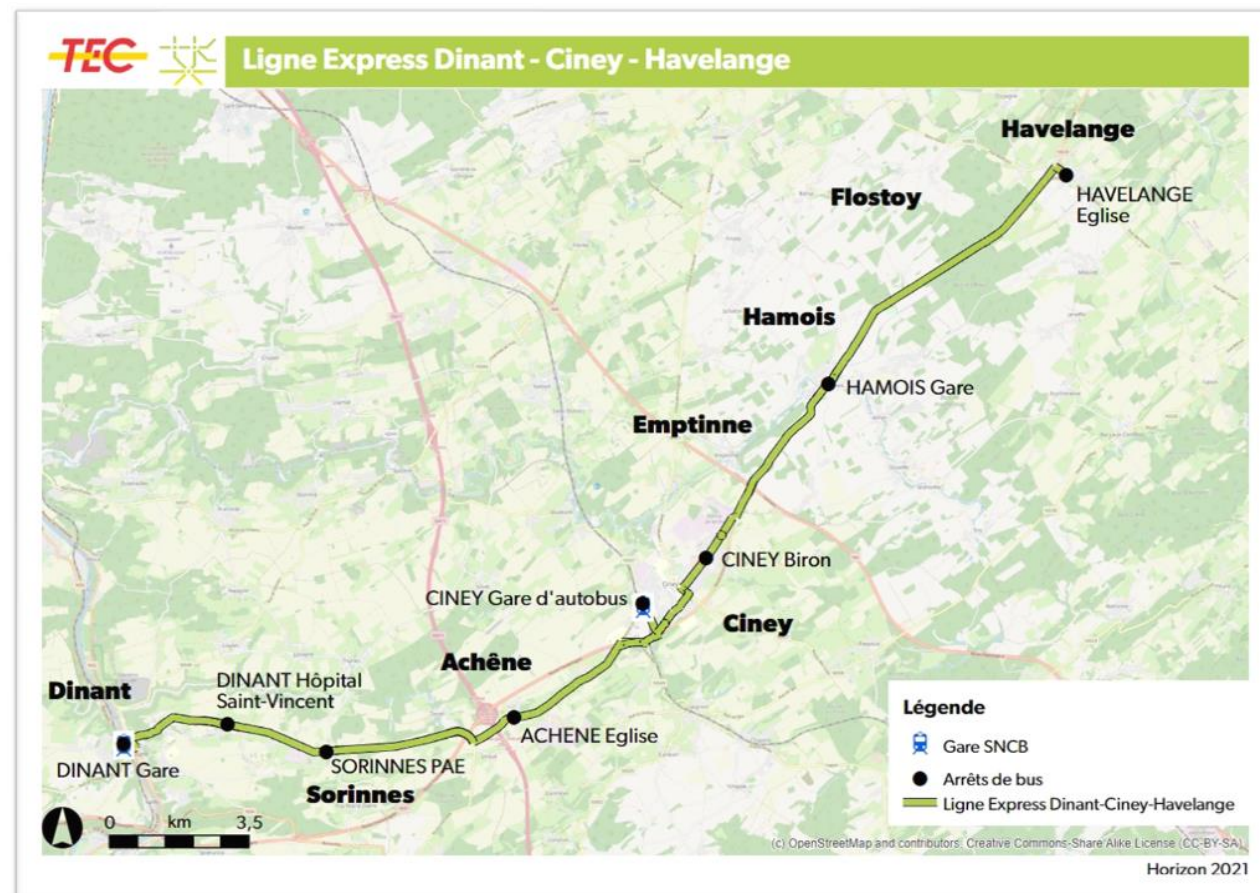 TEC
Ligne Express Dinant - Ciney - Havelange
Havelange
HAVELANGE
Eglise
Flostoy
Hamois
HAMOIS Gare
Emptinne
CINEY Biron
CINEY Gare d'autobus
Ciney
Achêne
ACHENE Eglise
Dinant
DINANT Hôpital
Saint-Vincent
DINANT Gare
SORINNES PAE
Sorinnes
0 km 3,5
Légende
Gare SNCB
Arrêts de bus
Ligne Express Dinant-Ciney-Havelange
(c) OpenStreetMap and contributors, Creative Commons-Share Alike License (CC-BY-SA)
Horizon 2021